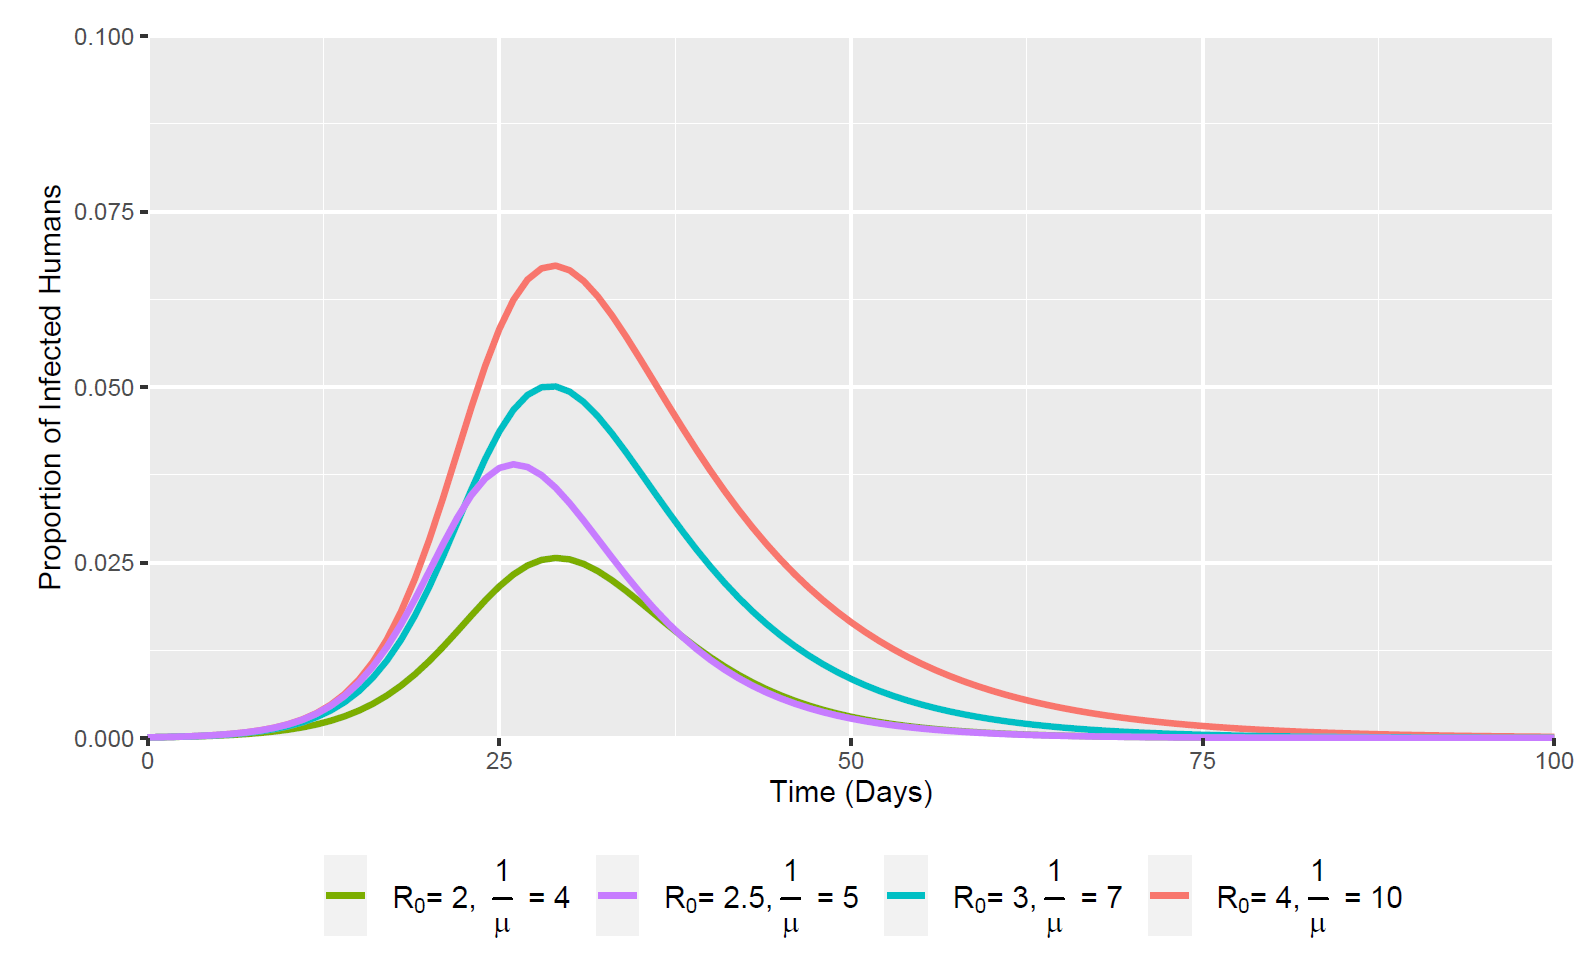 0.100
0.075
0.050
0.025
0.000
Proportion of Infected Humans
0 25 50 75 100
Time (Days)
R₀= 2, 1/μ = 4
R₀= 2.5, 1/μ = 5
R₀= 3, 1/μ = 7
R₀= 4, 1/μ = 10